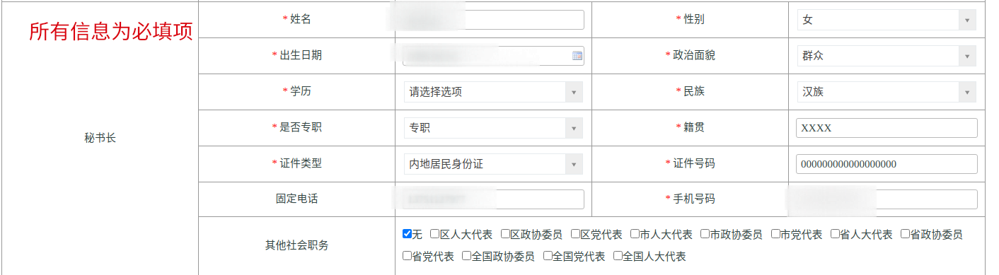 所有信息为必填项
* 姓名
* 性别 女
* 出生日期
* 政治面貌 群众
* 学历 请选择选项
* 民族 汉族
秘书长
* 是否专职 专职
* 籍贯 XXXX
* 证件类型 内地居民身份证
* 证件号码 000000000000000000
固定电话
* 手机号码
其他社会职务
无 区人大代表 区政协委员 区党代表 市人大代表 市政协委员 市党代表 省人大代表 省政协委员
省党代表 全国政协委员 全国党代表 全国人大代表